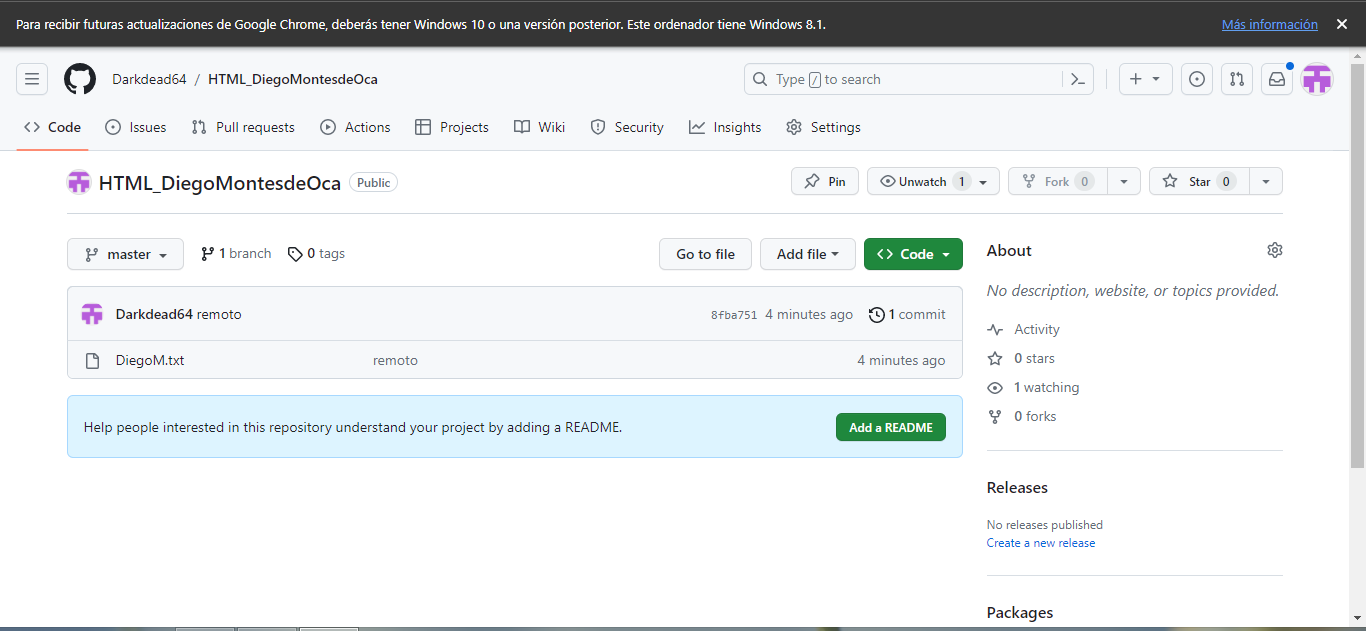 Para recibir futuras actualizaciones de Google Chrome, deberás tener Windows 10 o una versión posterior. Este ordenador tiene Windows 8.1. Más información
Darkdead64 / HTML_DiegoMontesdeOca Type / to search
Code Issues Pull requests Actions Projects Wiki Security Insights Settings
HTML_DiegoMontesdeOca Public Pin Unwatch 1 Fork 0 Star 0
master 1 branch 0 tags Go to file Add file Code
Darkdead64 remoto 8fba751 4 minutes ago 1 commit
DiegoM.txt remoto 4 minutes ago
Help people interested in this repository understand your project by adding a README. Add a README
About
No description, website, or topics provided.
Activity
0 stars
1 watching
0 forks
Releases
No releases published
Create a new release
Packages